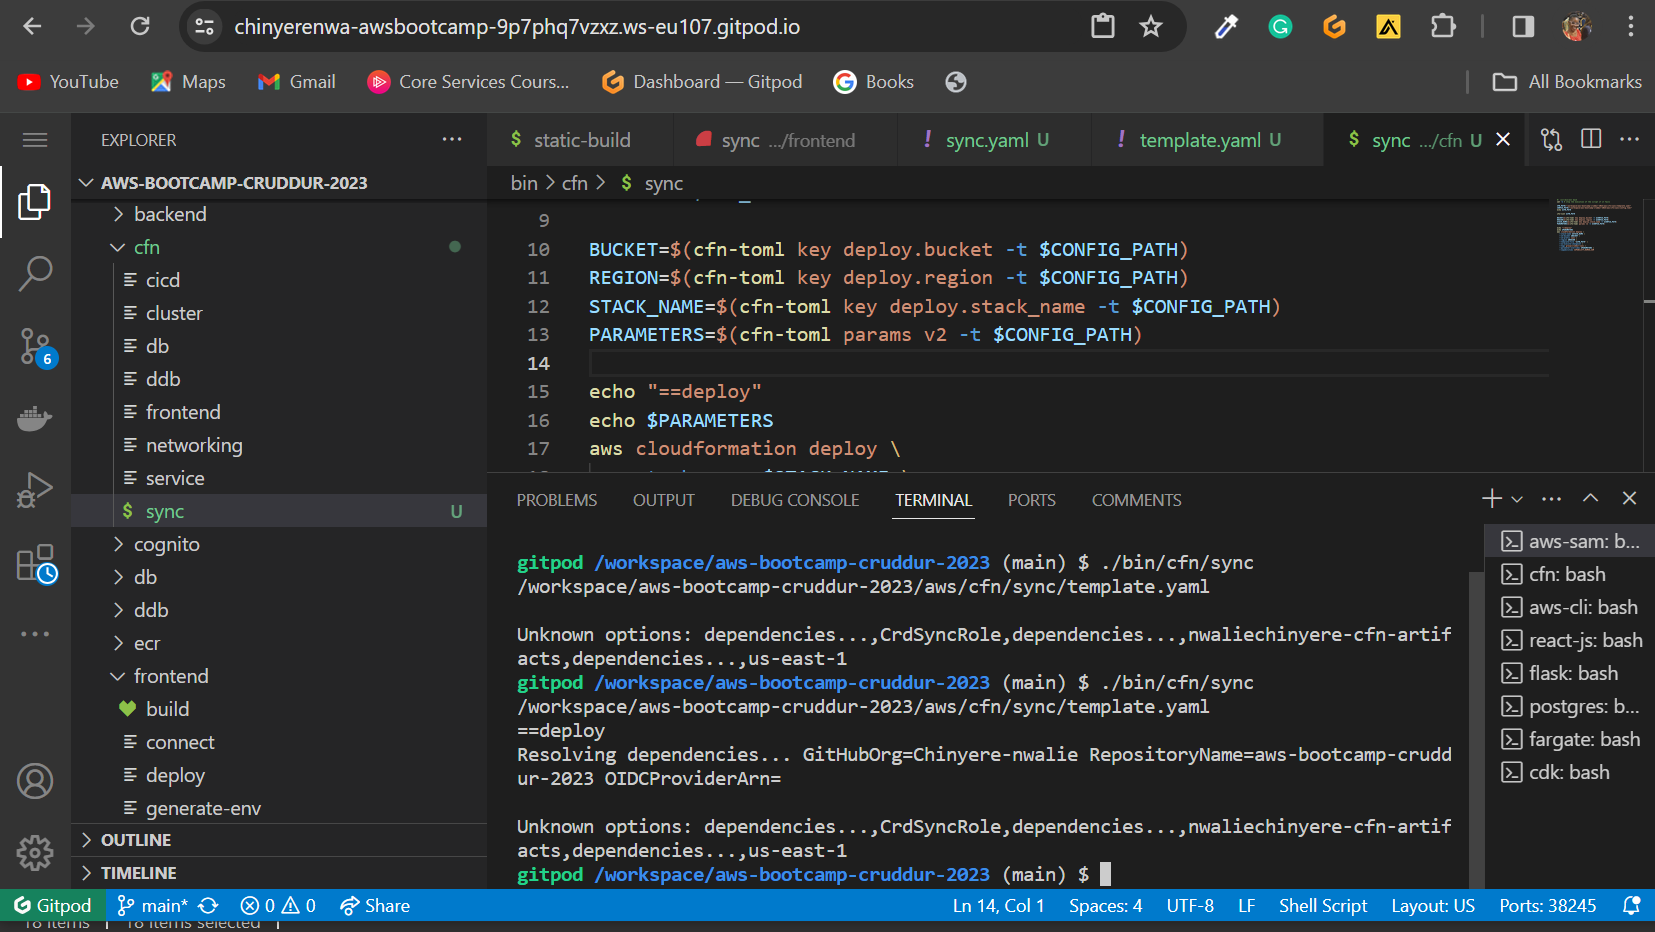 chinyerenwa-awsbootcamp-9p7phq7vzxz.ws-eu107.gitpod.io
YouTube Maps Gmail Core Services Cours... Dashboard — Gitpod Books All Bookmarks
EXPLORER
$ static-build sync .../frontend ! sync.yaml U ! template.yaml U $ sync .../cfn U
AWS-BOOTCAMP-CRUDDUR-2023
bin > cfn > $ sync
backend
cfn
cicd
cluster
db
ddb
frontend
networking
service
$ sync U
cognito
db
ddb
ecr
frontend
build
connect
deploy
generate-env
OUTLINE
TIMELINE
6
9
10 BUCKET=$(cfn-toml key deploy.bucket -t $CONFIG_PATH)
11 REGION=$(cfn-toml key deploy.region -t $CONFIG_PATH)
12 STACK_NAME=$(cfn-toml key deploy.stack_name -t $CONFIG_PATH)
13 PARAMETERS=$(cfn-toml params v2 -t $CONFIG_PATH)
14
15 echo "==deploy"
16 echo $PARAMETERS
17 aws cloudformation deploy \
PROBLEMS OUTPUT DEBUG CONSOLE TERMINAL PORTS COMMENTS
gitpod /workspace/aws-bootcamp-cruddur-2023 (main) $ ./bin/cfn/sync
/workspace/aws-bootcamp-cruddur-2023/aws/cfn/sync/template.yaml
Unknown options: dependencies...,CrdSyncRole,dependencies...,nwaliechinyere-cfn-artif
acts,dependencies...,us-east-1
gitpod /workspace/aws-bootcamp-cruddur-2023 (main) $ ./bin/cfn/sync
/workspace/aws-bootcamp-cruddur-2023/aws/cfn/sync/template.yaml
==deploy
Resolving dependencies... GitHubOrg=Chinyere-nwalie RepositoryName=aws-bootcamp-crudd
ur-2023 OIDCProviderArn=
Unknown options: dependencies...,CrdSyncRole,dependencies...,nwaliechinyere-cfn-artif
acts,dependencies...,us-east-1
gitpod /workspace/aws-bootcamp-cruddur-2023 (main) $
aws-sam: b...
cfn: bash
aws-cli: bash
react-js: bash
flask: bash
postgres: b...
fargate: bash
cdk: bash
Gitpod main* 0 0 Share Ln 14, Col 1 Spaces: 4 UTF-8 LF Shell Script Layout: US Ports: 38245
18 items 18 items selected